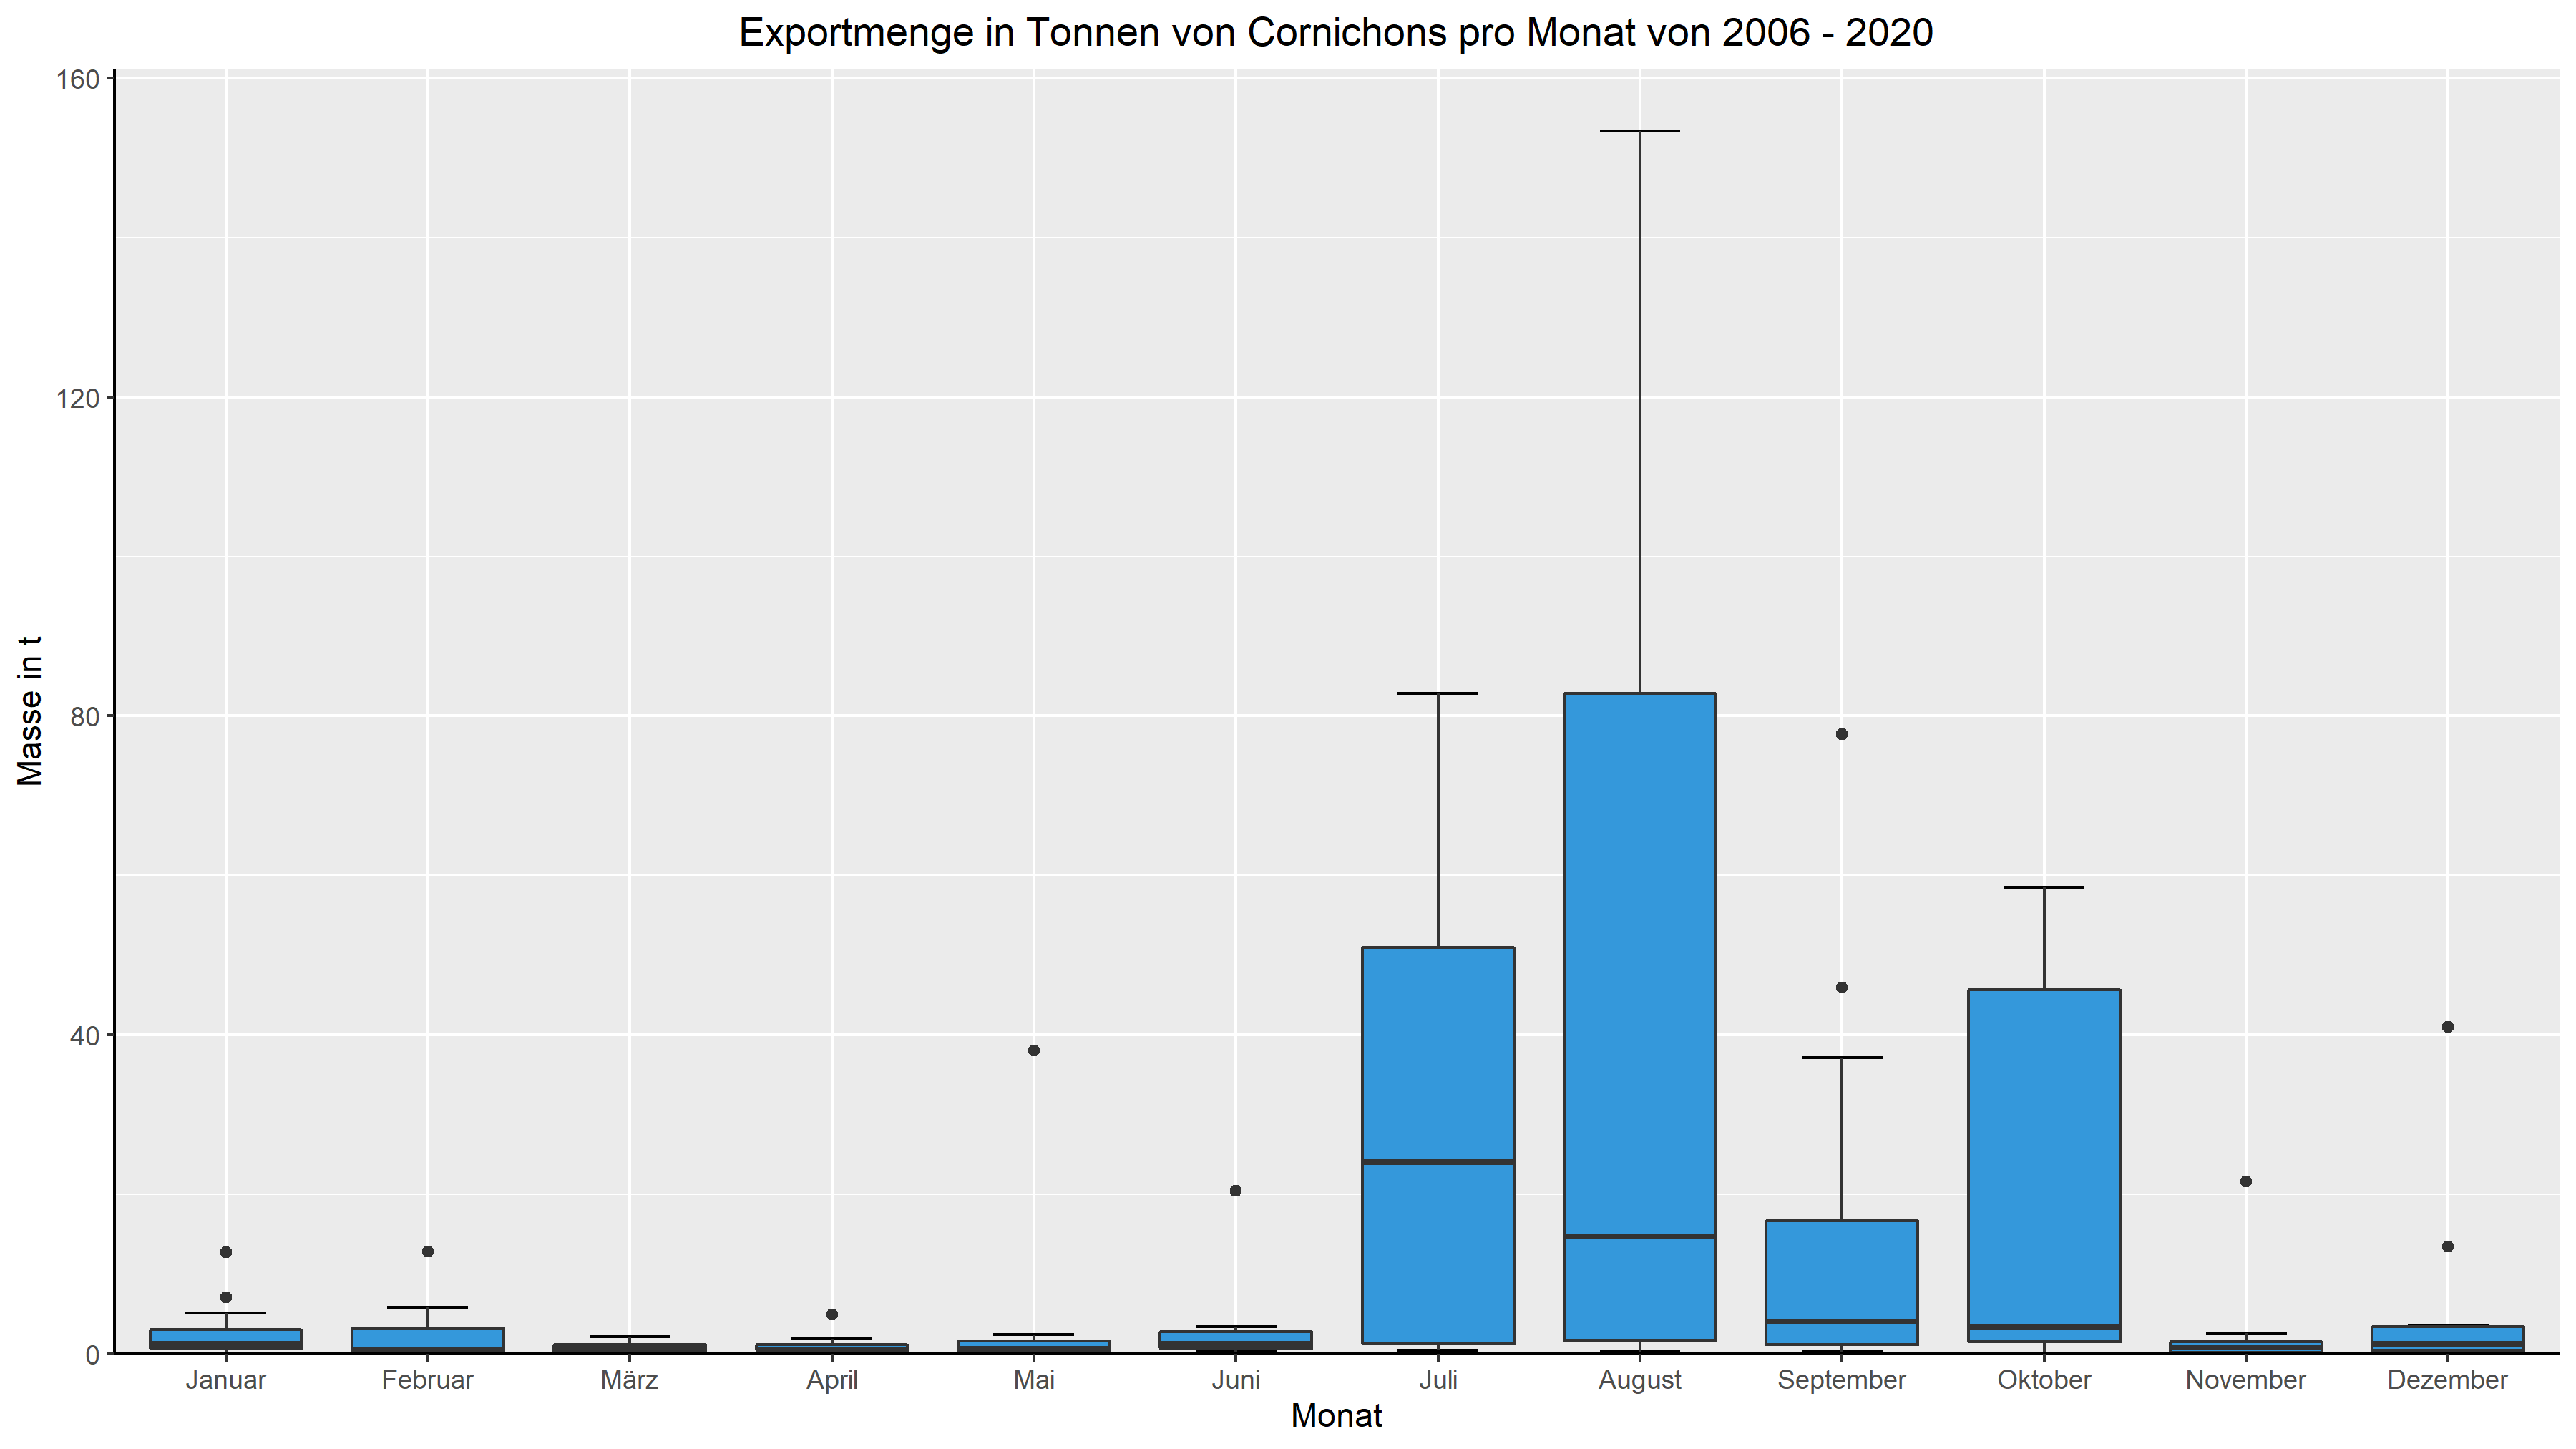 Exportmenge in Tonnen von Cornichons pro Monat von 2006 - 2020
160
120
80
40
0
Masse in t
Januar Februar März April Mai Juni Juli August September Oktober November Dezember
Monat